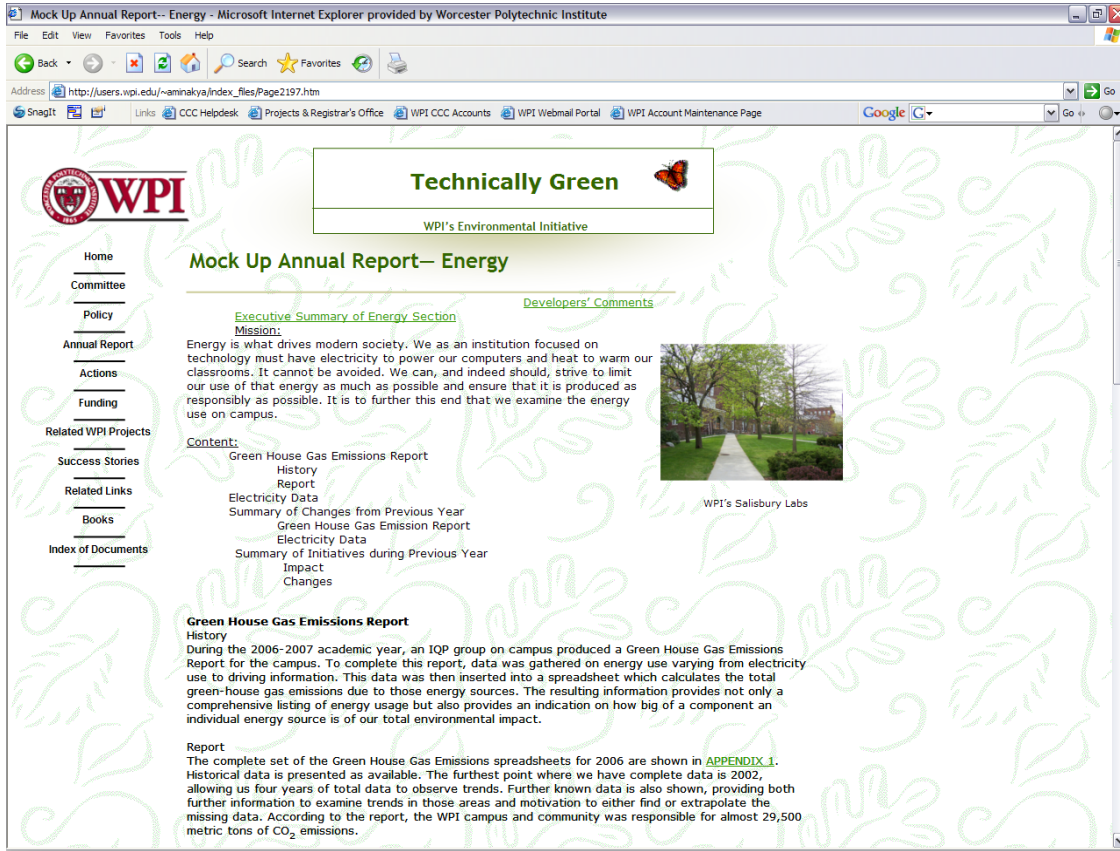 Mock Up Annual Report-- Energy - Microsoft Internet Explorer provided by Worcester Polytechnic Institute
File Edit View Favorites Tools Help
Back Search Favorites
Address http://users.wpi.edu/~aminakya/index_files/Page2197.htm Go
SnagIt Links CCC Helpdesk Projects & Registrar's Office WPI CCC Accounts WPI Webmail Portal WPI Account Maintenance Page Google G Go
WORCESTER POLYTECHNIC INSTITUTE
1865
WPI
Technically Green
WPI's Environmental Initiative
Home
Committee
Policy
Annual Report
Actions
Funding
Related WPI Projects
Success Stories
Related Links
Books
Index of Documents
Mock Up Annual Report— Energy
Developers' Comments
Executive Summary of Energy Section
Mission:
Energy is what drives modern society. We as an institution focused on
technology must have electricity to power our computers and heat to warm our
classrooms. It cannot be avoided. We can, and indeed should, strive to limit
our use of that energy as much as possible and ensure that it is produced as
responsibly as possible. It is to further this end that we examine the energy
use on campus.
WPI's Salisbury Labs
Content:
Green House Gas Emissions Report
History
Report
Electricity Data
Summary of Changes from Previous Year
Green House Gas Emission Report
Electricity Data
Summary of Initiatives during Previous Year
Impact
Changes
Green House Gas Emissions Report
History
During the 2006-2007 academic year, an IQP group on campus produced a Green House Gas Emissions
Report for the campus. To complete this report, data was gathered on energy use varying from electricity
use to driving information. This data was then inserted into a spreadsheet which calculates the total
green-house gas emissions due to those energy sources. The resulting information provides not only a
comprehensive listing of energy usage but also provides an indication on how big of a component an
individual energy source is of our total environmental impact.
Report
The complete set of the Green House Gas Emissions spreadsheets for 2006 are shown in APPENDIX 1.
Historical data is presented as available. The furthest point where we have complete data is 2002,
allowing us four years of total data to observe trends. Further known data is also shown, providing both
further information to examine trends in those areas and motivation to either find or extrapolate the
missing data. According to the report, the WPI campus and community was responsible for almost 29,500
metric tons of CO₂ emissions.